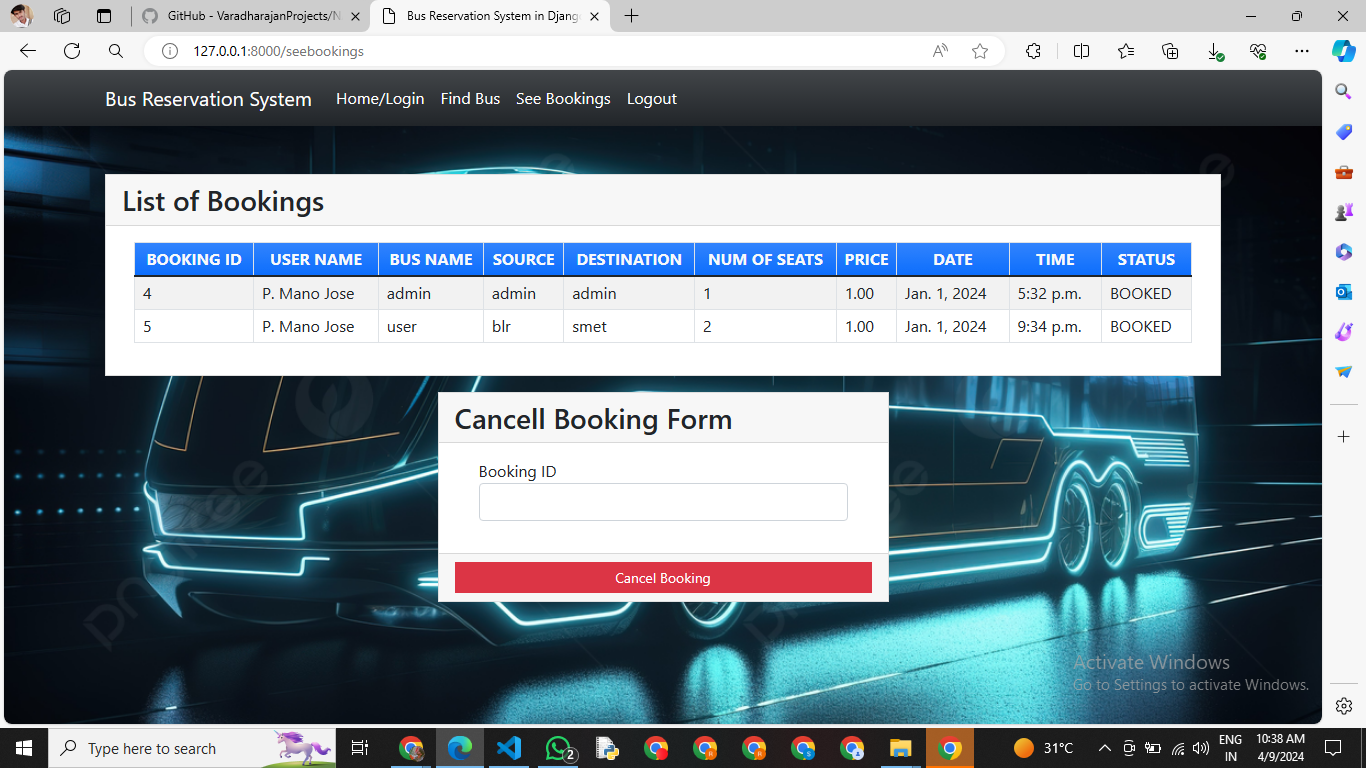 GitHub - VaradharajanProjects/N
Bus Reservation System in Djang
127.0.0.1:8000/seebookings
Bus Reservation System Home/Login Find Bus See Bookings Logout
List of Bookings
BOOKING ID USER NAME BUS NAME SOURCE DESTINATION NUM OF SEATS PRICE DATE TIME STATUS
4 P. Mano Jose admin admin admin 1 1.00 Jan. 1, 2024 5:32 p.m. BOOKED
5 P. Mano Jose user blr smet 2 1.00 Jan. 1, 2024 9:34 p.m. BOOKED
Cancell Booking Form
Booking ID
Cancel Booking
Activate Windows
Go to Settings to activate Windows.
Type here to search
2
31°C
ENG
IN
10:38 AM
4/9/2024